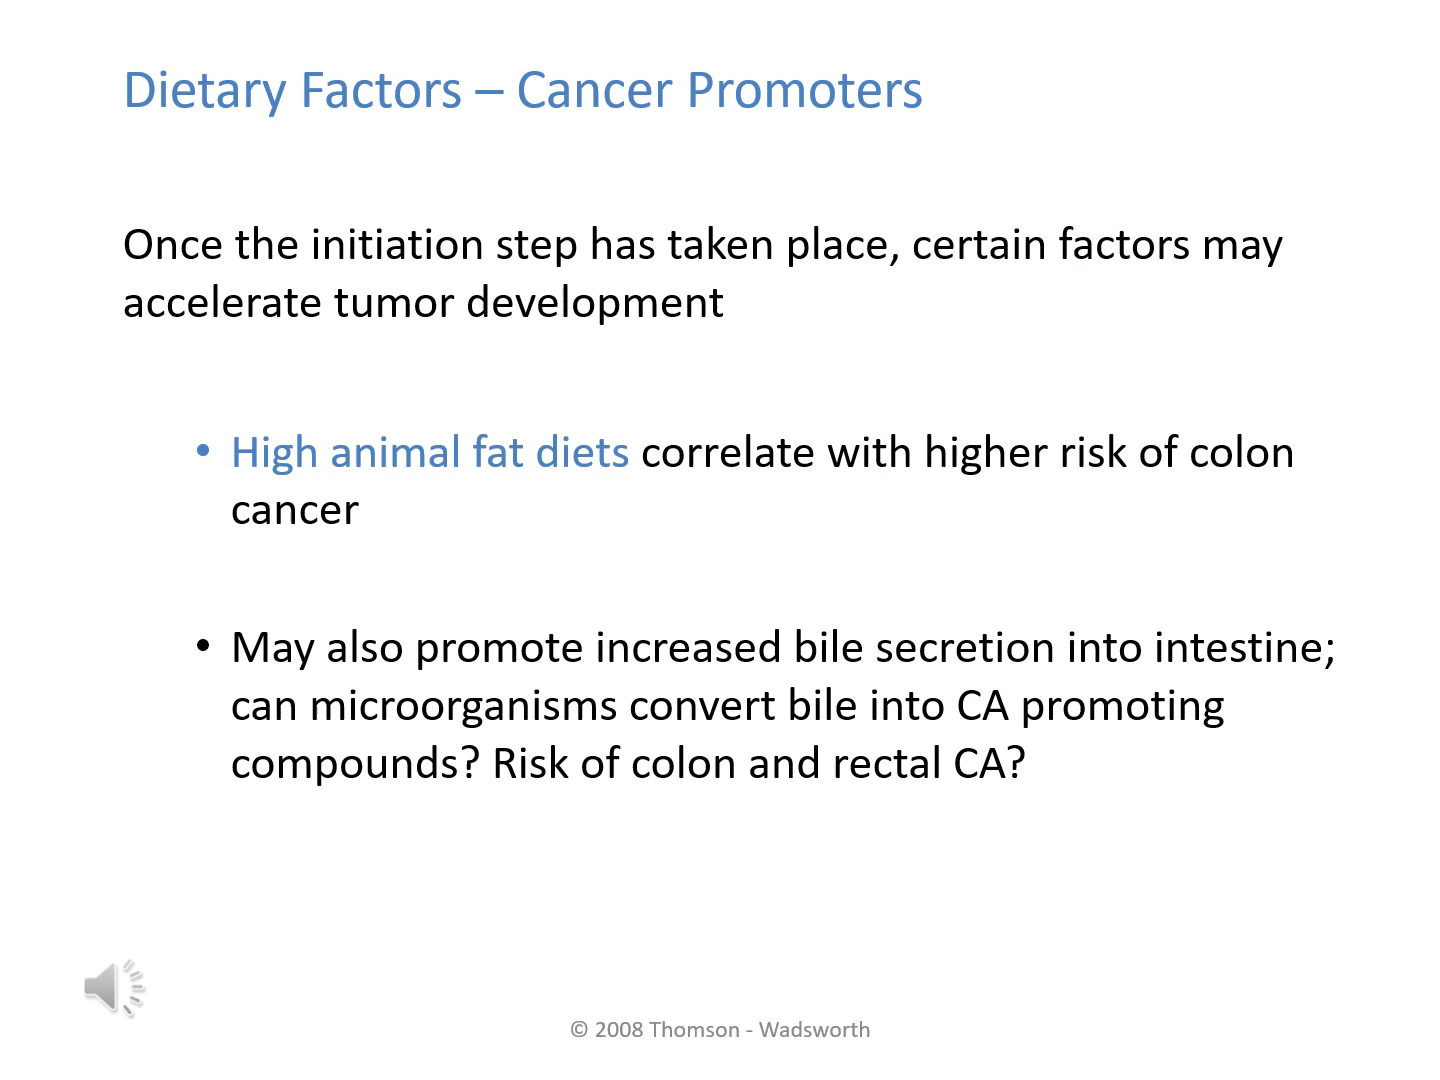 Dietary Factors – Cancer Promoters
Once the initiation step has taken place, certain factors may
accelerate tumor development
• High animal fat diets correlate with higher risk of colon
cancer
• May also promote increased bile secretion into intestine;
can microorganisms convert bile into CA promoting
compounds? Risk of colon and rectal CA?
© 2008 Thomson - Wadsworth